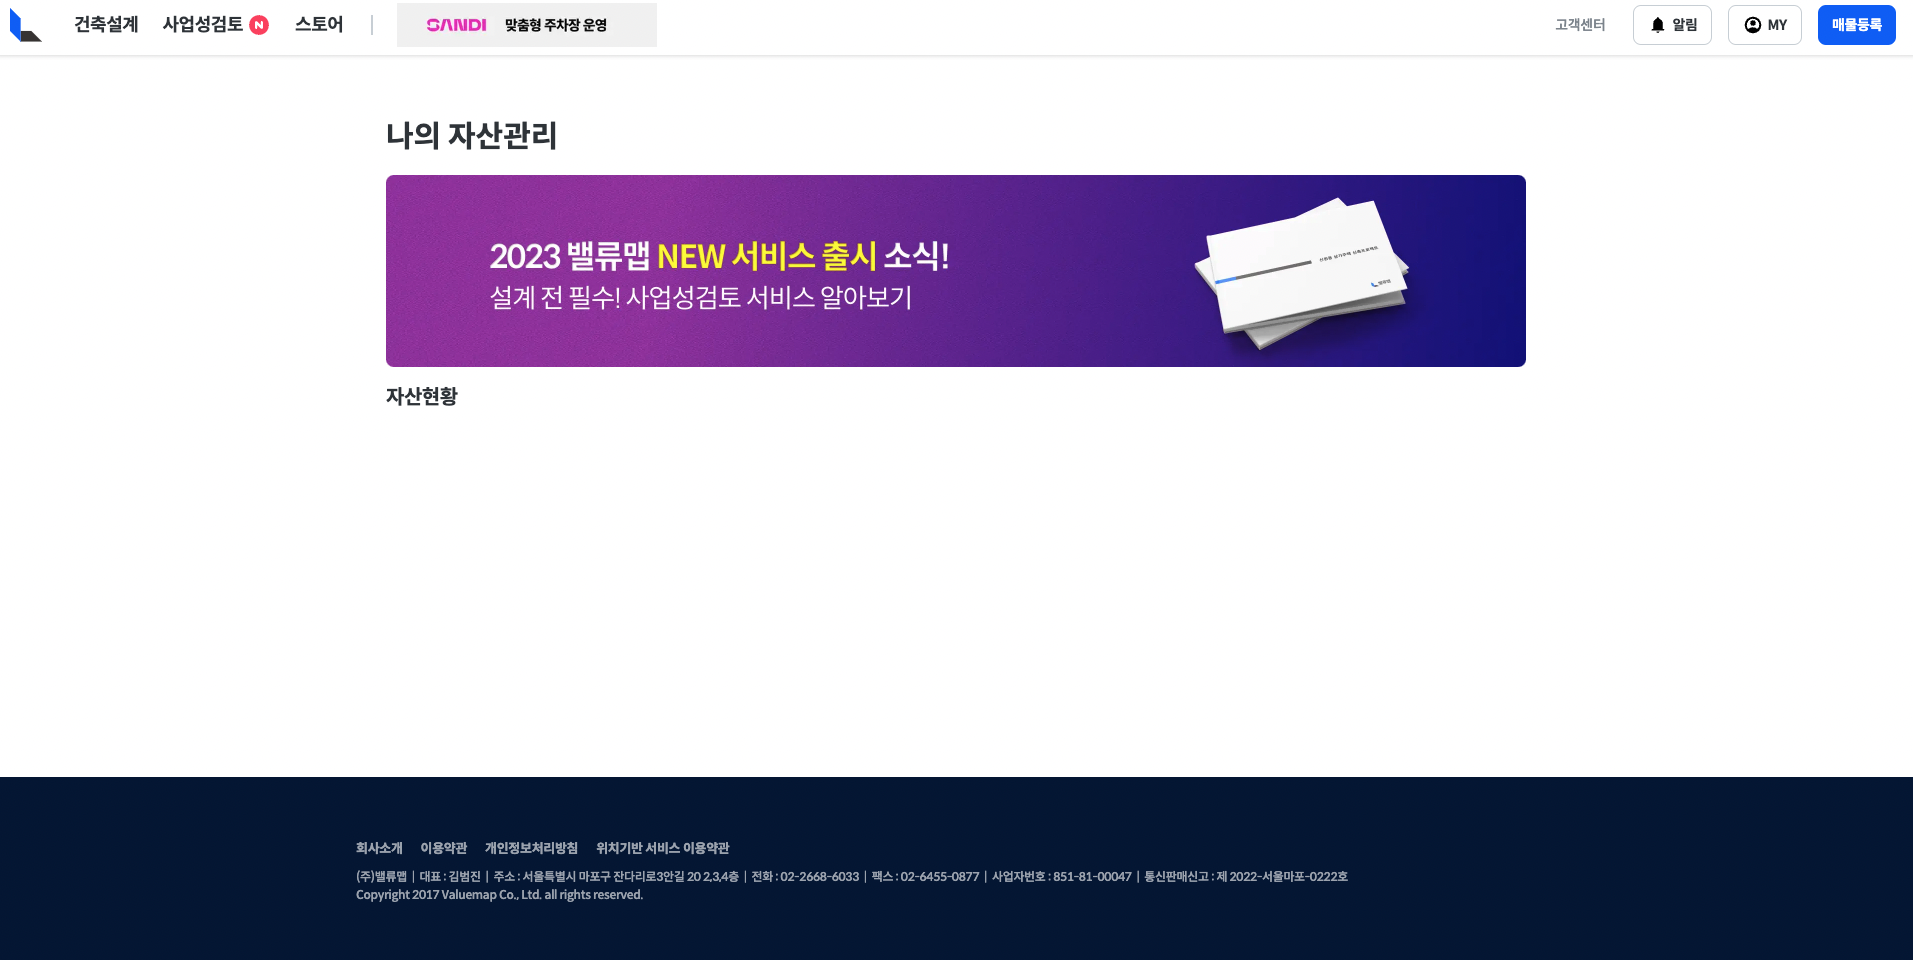 건축설계 사업성검토 N 스토어 | SANDI 맞춤형 주차장 운영 고객센터 알림 MY 매물등록
나의 자산관리
2023 밸류맵 NEW 서비스 출시 소식!
설계 전 필수! 사업성검토 서비스 알아보기
자산현황
회사소개 이용약관 개인정보처리방침 위치기반 서비스 이용약관
(주)밸류맵 | 대표 : 김범진 | 주소 : 서울특별시 마포구 잔다리로3안길 20 2,3,4층 | 전화 : 02-2668-6033 | 팩스 : 02-6455-0877 | 사업자번호 : 851-81-00047 | 통신판매신고 : 제 2022-서울마포-0222호
Copyright 2017 Valuemap Co., Ltd. all rights reserved.